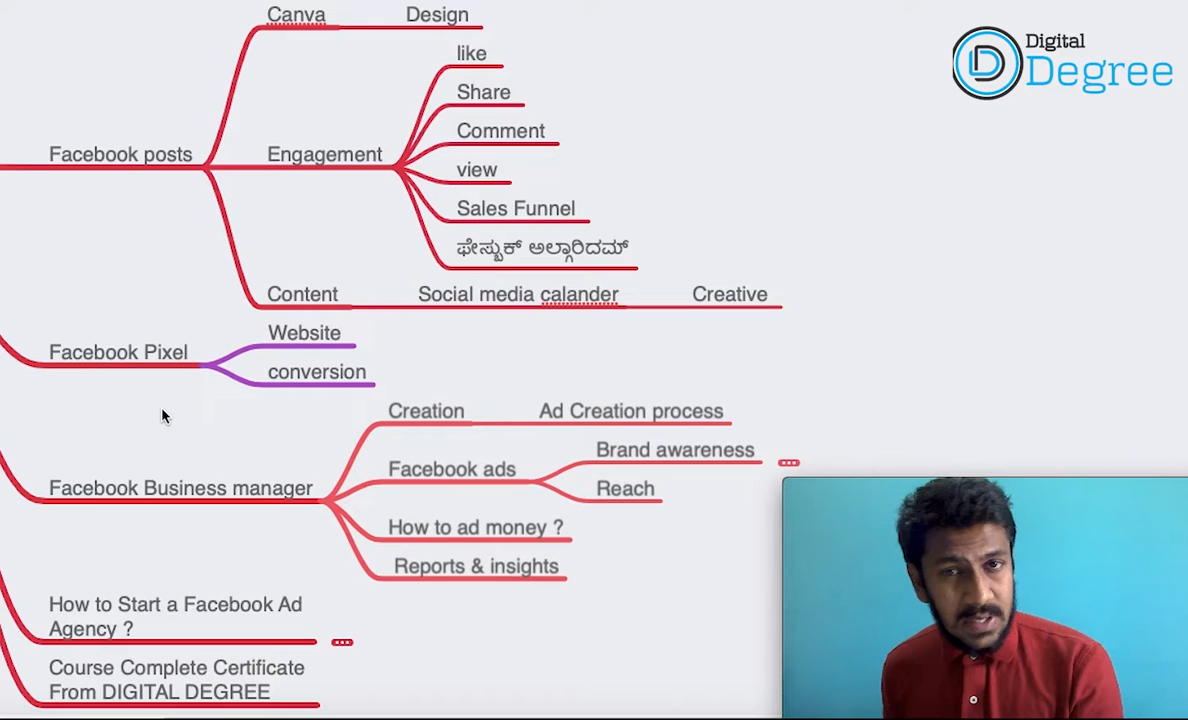 Canva
Design
like
Share
Comment
Facebook posts
Engagement
view
Sales Funnel
ಫೇಸ್ಬುಕ್ ಅಲ್ಗಾರಿದಮ್
Content
Social media calander
Creative
Facebook Pixel
Website
conversion
Creation
Ad Creation process
Facebook Business manager
Facebook ads
Brand awareness
Reach
How to ad money ?
Reports & insights
How to Start a Facebook Ad
Agency ?
Course Complete Certificate
From DIGITAL DEGREE
Digital
Degree